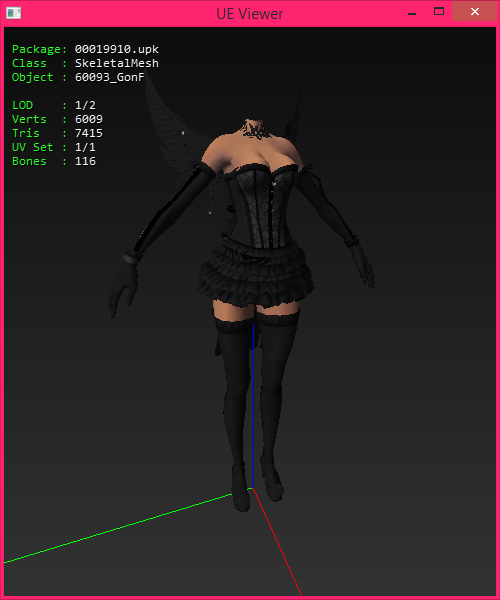 UE Viewer
Package: 00019910.upk
Class : SkeletalMesh
Object : 60093_GonF
LOD : 1/2
Verts : 6009
Tris : 7415
UV Set : 1/1
Bones : 116